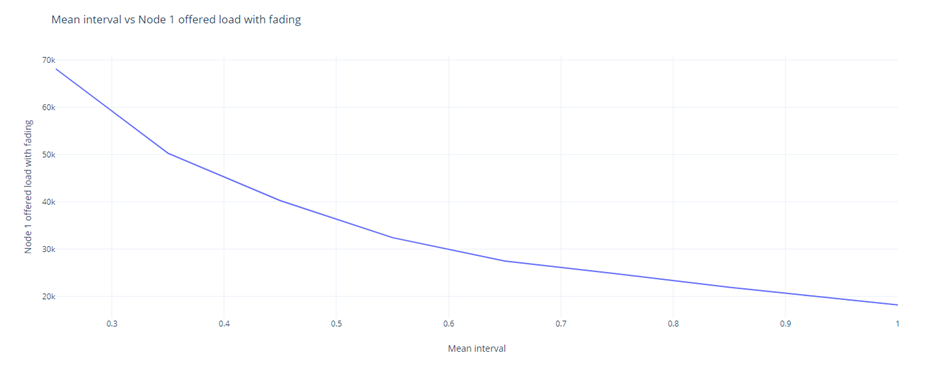 Mean interval vs Node 1 offered load with fading
70k
60k
50k
40k
30k
20k
Node 1 offered load with fading
0.3 0.4 0.5 0.6 0.7 0.8 0.9 1
Mean interval